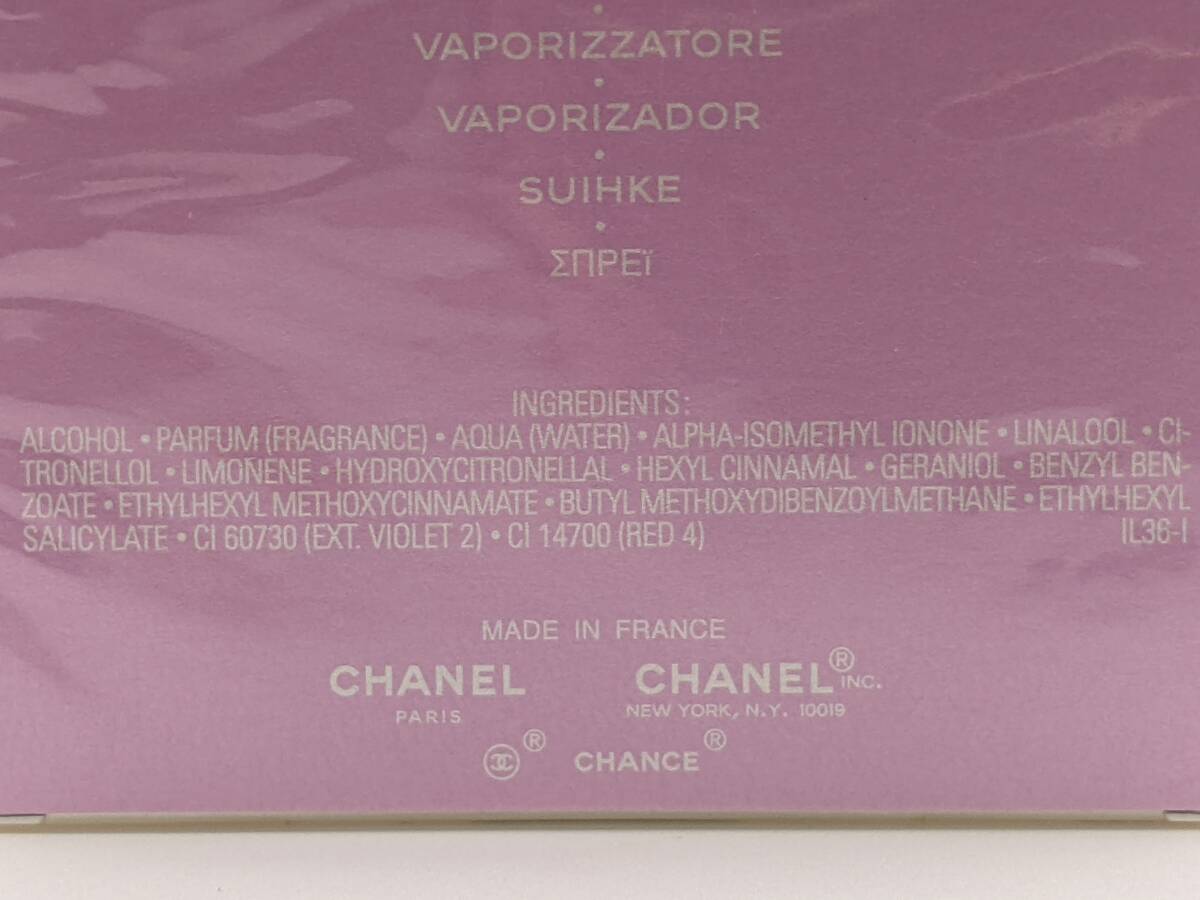 VAPORIZZATORE
•
VAPORIZADOR
•
SUIHKE
•
ΣΠΡΕϊ
INGREDIENTS:
ALCOHOL • PARFUM (FRAGRANCE) • AQUA (WATER) • ALPHA-ISOMETHYL IONONE • LINALOOL • CI-
TRONELLOL • LIMONENE • HYDROXYCITRONELLAL • HEXYL CINNAMAL • GERANIOL • BENZYL BEN-
ZOATE • ETHYLHEXYL METHOXYCINNAMATE • BUTYL METHOXYDIBENZOYLMETHANE • ETHYLHEXYL
SALICYLATE • CI 60730 (EXT. VIOLET 2) • CI 14700 (RED 4) IL36-I
MADE IN FRANCE
CHANEL CHANEL® INC.
PARIS NEW YORK, N.Y. 10019
® CHANCE®